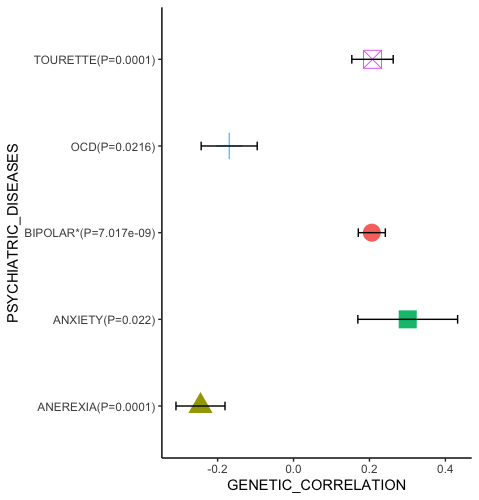 PSYCHIATRIC_DISEASES
TOURETTE(P=0.0001)
OCD(P=0.0216)
BIPOLAR*(P=7.017e-09)
ANXIETY(P=0.022)
ANEREXIA(P=0.0001)
-0.2 0.0 0.2 0.4
GENETIC_CORRELATION